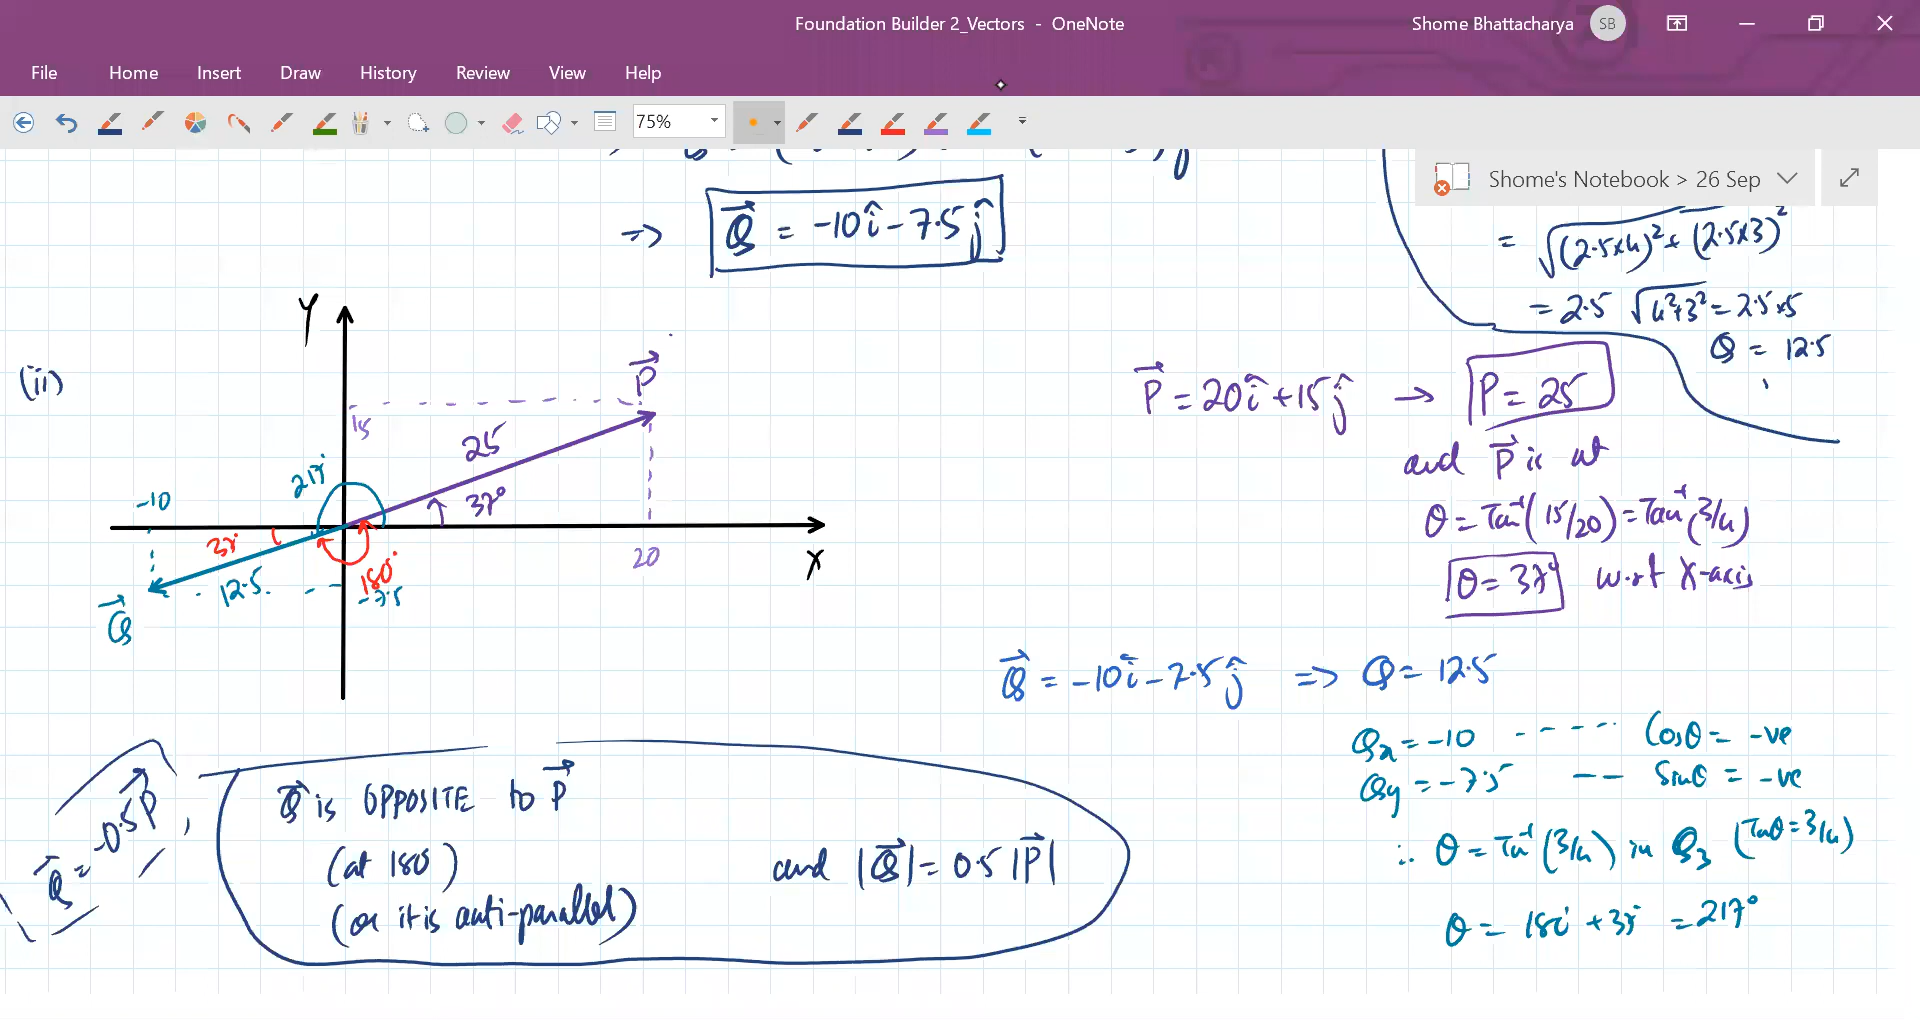 Foundation Builder 2_Vectors - OneNote
Shome Bhattacharya SB
File Home Insert Draw History Review View Help
75%
Shome's Notebook > 26 Sep
=> Q⃗ = -10î - 7.5ĵ
= √(2.5×4)² + (2.5×3)²
= 2.5 √4²+3² = 2.5×5
Q = 12.5
(ii)
Y
P⃗
15
25
217°
37°
-10
37°
12.5
180°
-7.5
20
X
Q⃗
P⃗ = 20î + 15ĵ → P = 25
and P⃗ is at
θ = Tan⁻¹(15/20) = Tan⁻¹(3/4)
θ = 37° w.r.t X-axis
Q⃗ = -10î - 7.5ĵ => Q = 12.5
Qx = -10 ------ Cosθ = -ve
Qy = -7.5 -- Sinθ = -ve
∴ θ = Tan⁻¹(3/4) in Q3 (Tanθ = 3/4)
θ = 180° + 37° = 217°
Q⃗ = -0.5P⃗,
Q⃗ is OPPOSITE to P⃗
(at 180°)
(or it is anti-parallel)
and |Q⃗| = 0.5 |P⃗|